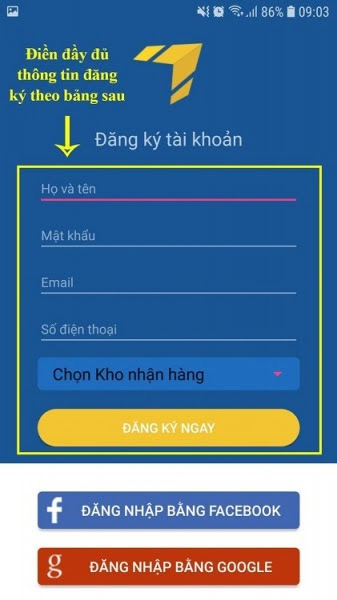 86% 09:03
Điền đầy đủ
thông tin đăng
ký theo bảng sau
Đăng ký tài khoản
Họ và tên
Mật khẩu
Email
Số điện thoại
Chọn Kho nhận hàng
ĐĂNG KÝ NGAY
f ĐĂNG NHẬP BẰNG FACEBOOK
g ĐĂNG NHẬP BẰNG GOOGLE